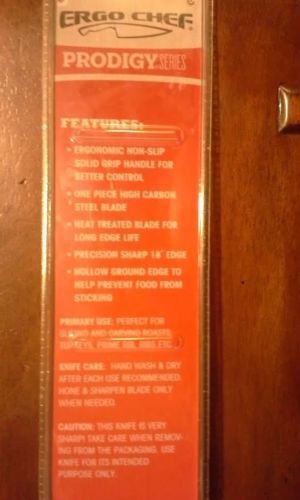 ERGO CHEF
PRODIGY SERIES
FEATURES:
• ERGONOMIC NON-SLIP
SOLID GRIP HANDLE FOR
BETTER CONTROL
• ONE PIECE HIGH CARBON
STEEL BLADE
• HEAT TREATED BLADE FOR
LONG EDGE LIFE
• PRECISION SHARP 18° EDGE
• HOLLOW GROUND EDGE TO
HELP PREVENT FOOD FROM
STICKING
PRIMARY USE: PERFECT FOR
SLICING AND CARVING ROASTS,
TURKEYS, PRIME RIB, RIBS, ETC.
KNIFE CARE: HAND WASH & DRY
AFTER EACH USE RECOMMENDED.
HONE & SHARPEN BLADE ONLY
WHEN NEEDED.
CAUTION: THIS KNIFE IS VERY
SHARP! TAKE CARE WHEN REMOV-
ING FROM THE PACKAGING. USE
KNIFE FOR ITS INTENDED
PURPOSE ONLY.